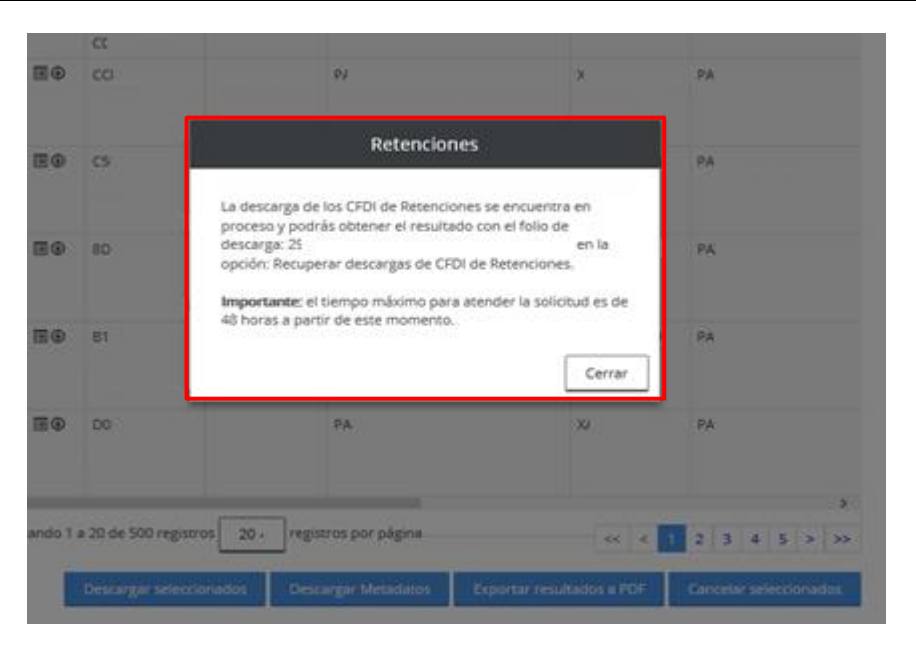 CC
CCI PJ X PA
Retenciones
C5 PA
La descarga de los CFDI de Retenciones se encuentra en
proceso y podrás obtener el resultado con el folio de
descarga: 25 en la
opción: Recuperar descargas de CFDI de Retenciones.
8D PA
Importante: el tiempo máximo para atender la solicitud es de
48 horas a partir de este momento.
B1 PA
Cerrar
D0 PA XA PA
ando 1 a 20 de 500 registros 20 registros por página << < 1 2 3 4 5 > >>
Descargar seleccionados Descargar Metadatos Exportar resultados a PDF Cancelar seleccionados